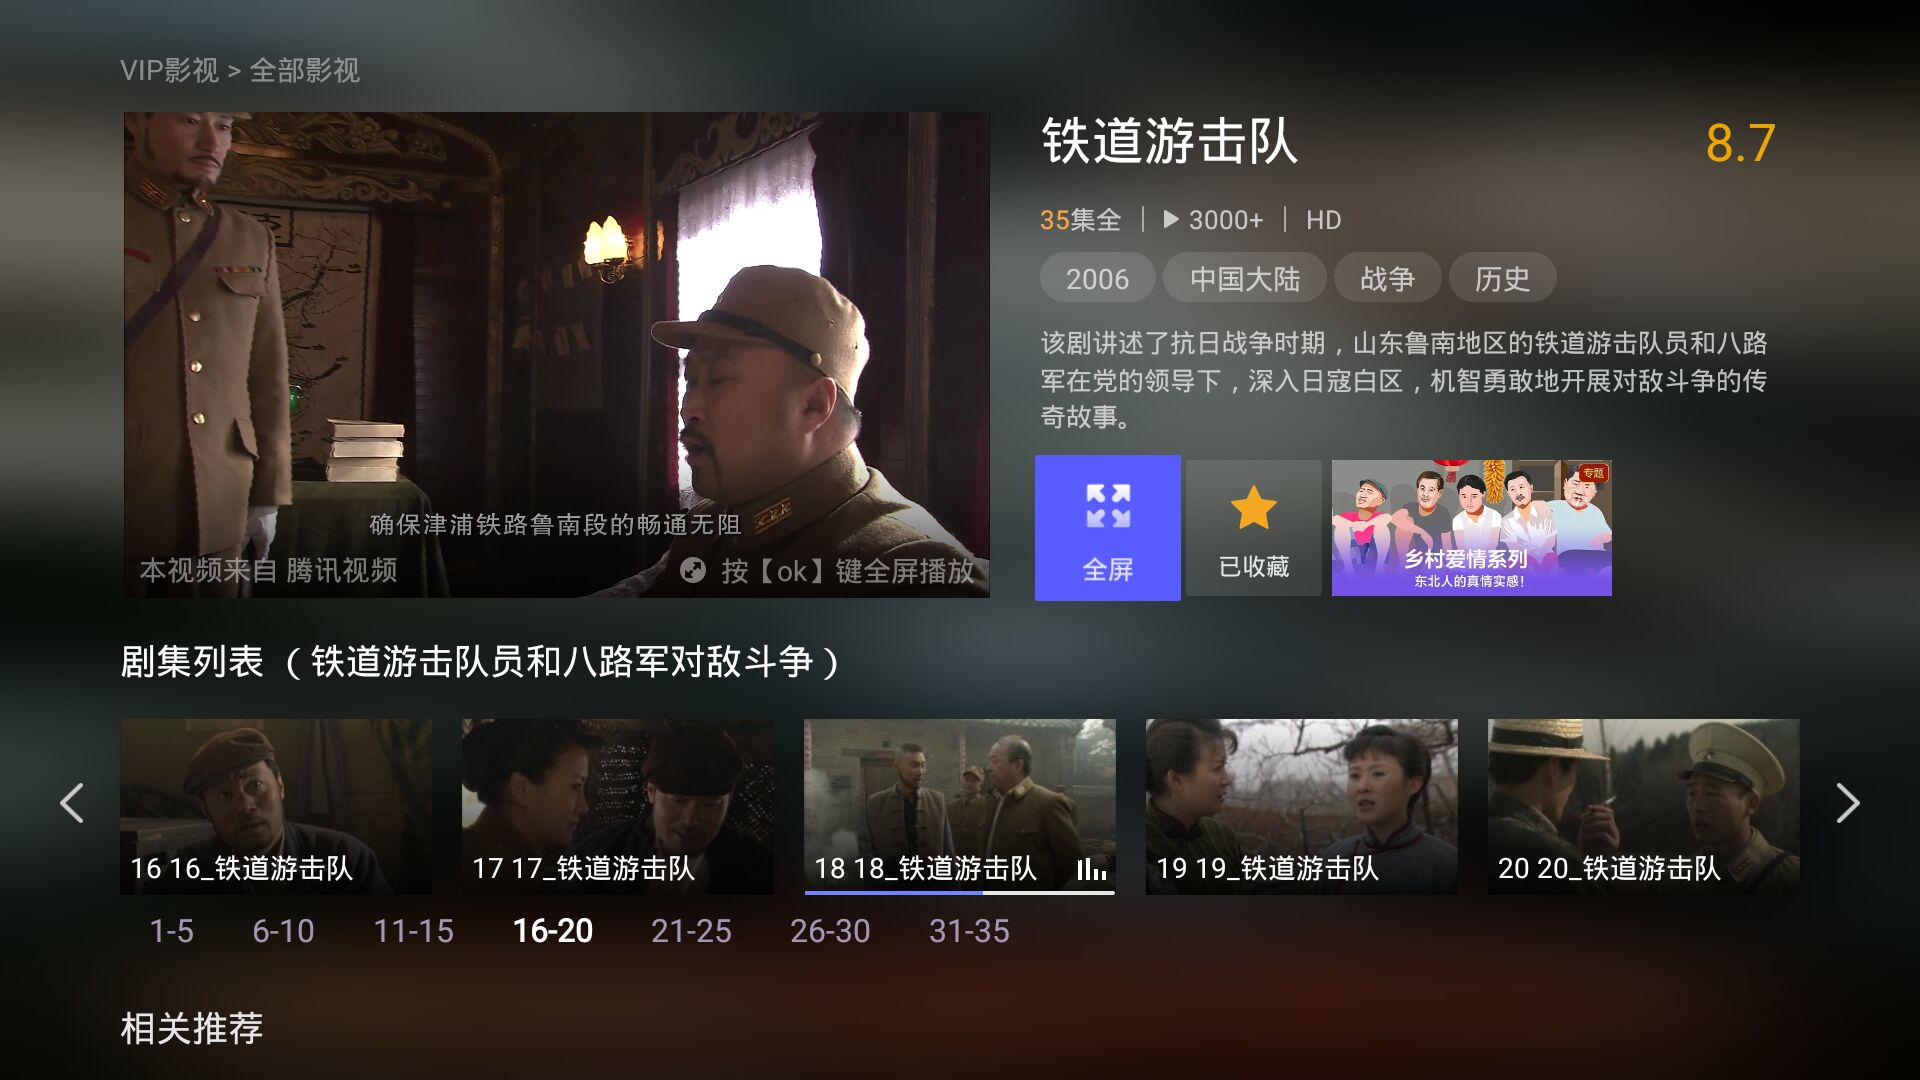 VIP影视 > 全部影视
铁道游击队
8.7
35集全
3000+
HD
2006
中国大陆
战争
历史
该剧讲述了抗日战争时期，山东鲁南地区的铁道游击队员和八路
军在党的领导下，深入日寇白区，机智勇敢地开展对敌斗争的传
奇故事。
确保津浦铁路鲁南段的畅通无阻
本视频来自 腾讯视频
按【ok】键全屏播放
全屏
已收藏
专题
乡村爱情系列
东北人的真情实感！
剧集列表 （铁道游击队员和八路军对敌斗争）
16 16_铁道游击队
17 17_铁道游击队
18 18_铁道游击队
19 19_铁道游击队
20 20_铁道游击队
1-5
6-10
11-15
16-20
21-25
26-30
31-35
相关推荐